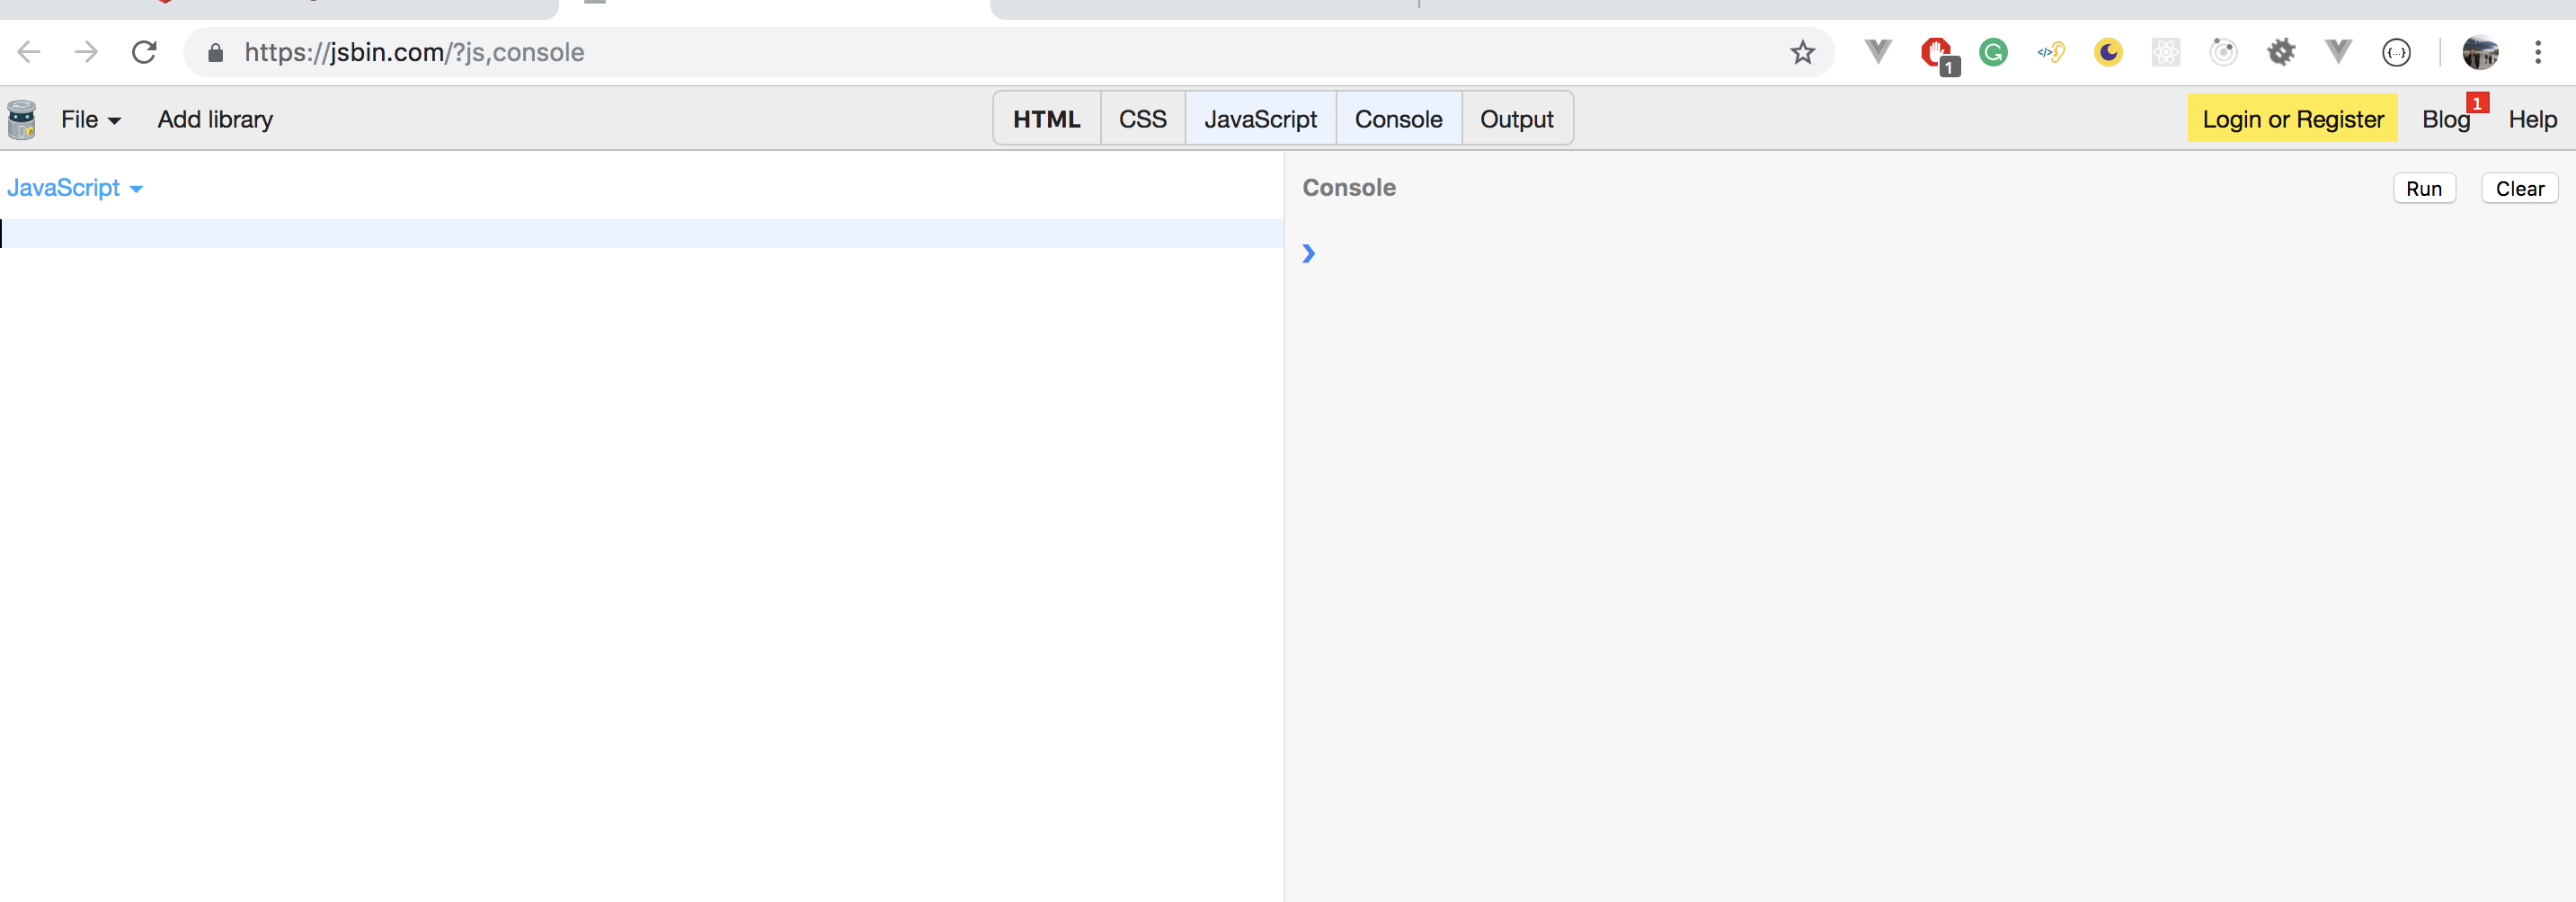 https://jsbin.com/?js,console
1
File
Add library
HTML
CSS
JavaScript
Console
Output
Login or Register
Blog
1
Help
JavaScript
Console
Run
Clear